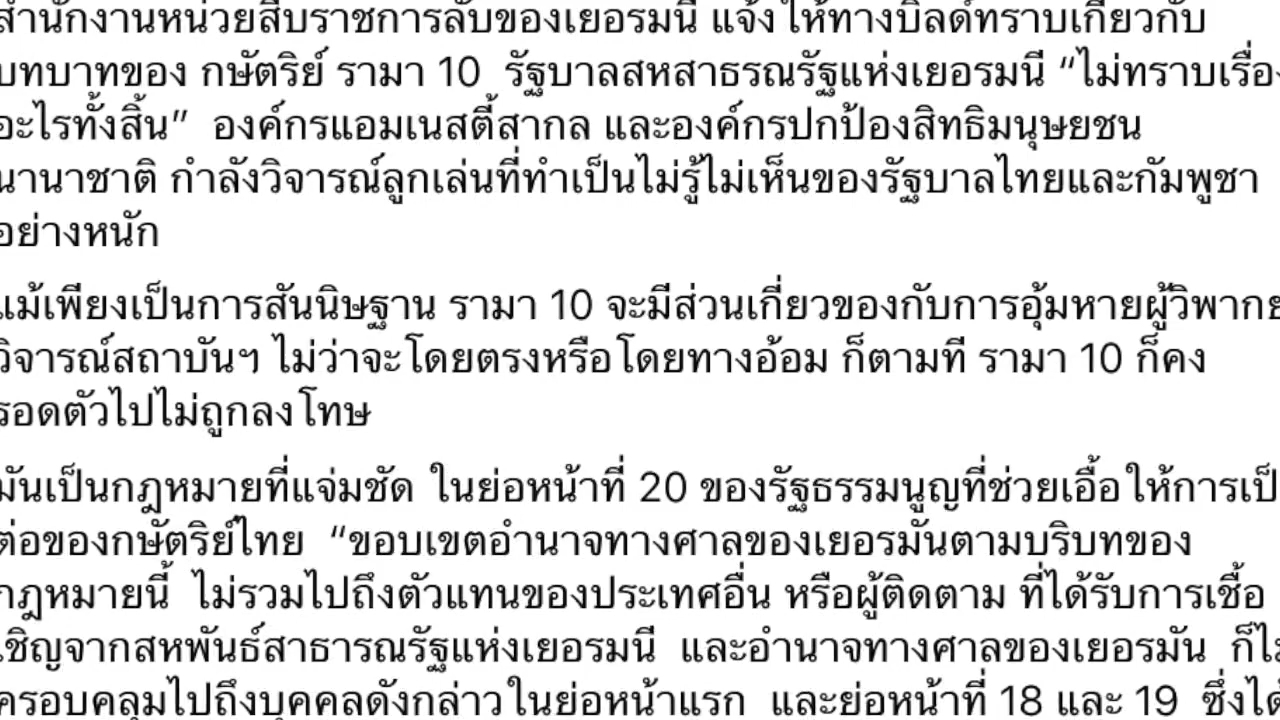 สำนักงานหน่วยสืบราชการลับของเยอรมนี แจ้งให้ทางบิลด์ทราบเกี่ยวกับ
บทบาทของ กษัตริย์ รามา 10 รัฐบาลสหสาธรณรัฐแห่งเยอรมนี “ไม่ทราบเรื่อง
อะไรทั้งสิ้น” องค์กรแอมเนสตี้สากล และองค์กรปกป้องสิทธิมนุษยชน
นานาชาติ กำลังวิจารณ์ลูกเล่นที่ทำเป็นไม่รู้ไม่เห็นของรัฐบาลไทยและกัมพูชา
อย่างหนัก
แม้เพียงเป็นการสันนิษฐาน รามา 10 จะมีส่วนเกี่ยวของกับการอุ้มหายผู้วิพากย
วิจารณ์สถาบันฯ ไม่ว่าจะโดยตรงหรือโดยทางอ้อม ก็ตามที รามา 10 ก็คง
รอดตัวไปไม่ถูกลงโทษ
มันเป็นกฎหมายที่แจ่มชัด ในย่อหน้าที่ 20 ของรัฐธรรมนูญที่ช่วยเอื้อให้การเป็
ต่อของกษัตริย์ไทย “ขอบเขตอำนาจทางศาลของเยอรมันตามบริบทของ
กฎหมายนี้ ไม่รวมไปถึงตัวแทนของประเทศอื่น หรือผู้ติดตาม ที่ได้รับการเชื้อ
เชิญจากสหพันธ์สาธารณรัฐแห่งเยอรมนี และอำนาจทางศาลของเยอรมัน ก็ไม
ครอบคลุมไปถึงบุคคลดังกล่าวในย่อหน้าแรก และย่อหน้าที่ 18 และ 19 ซึ่งได้